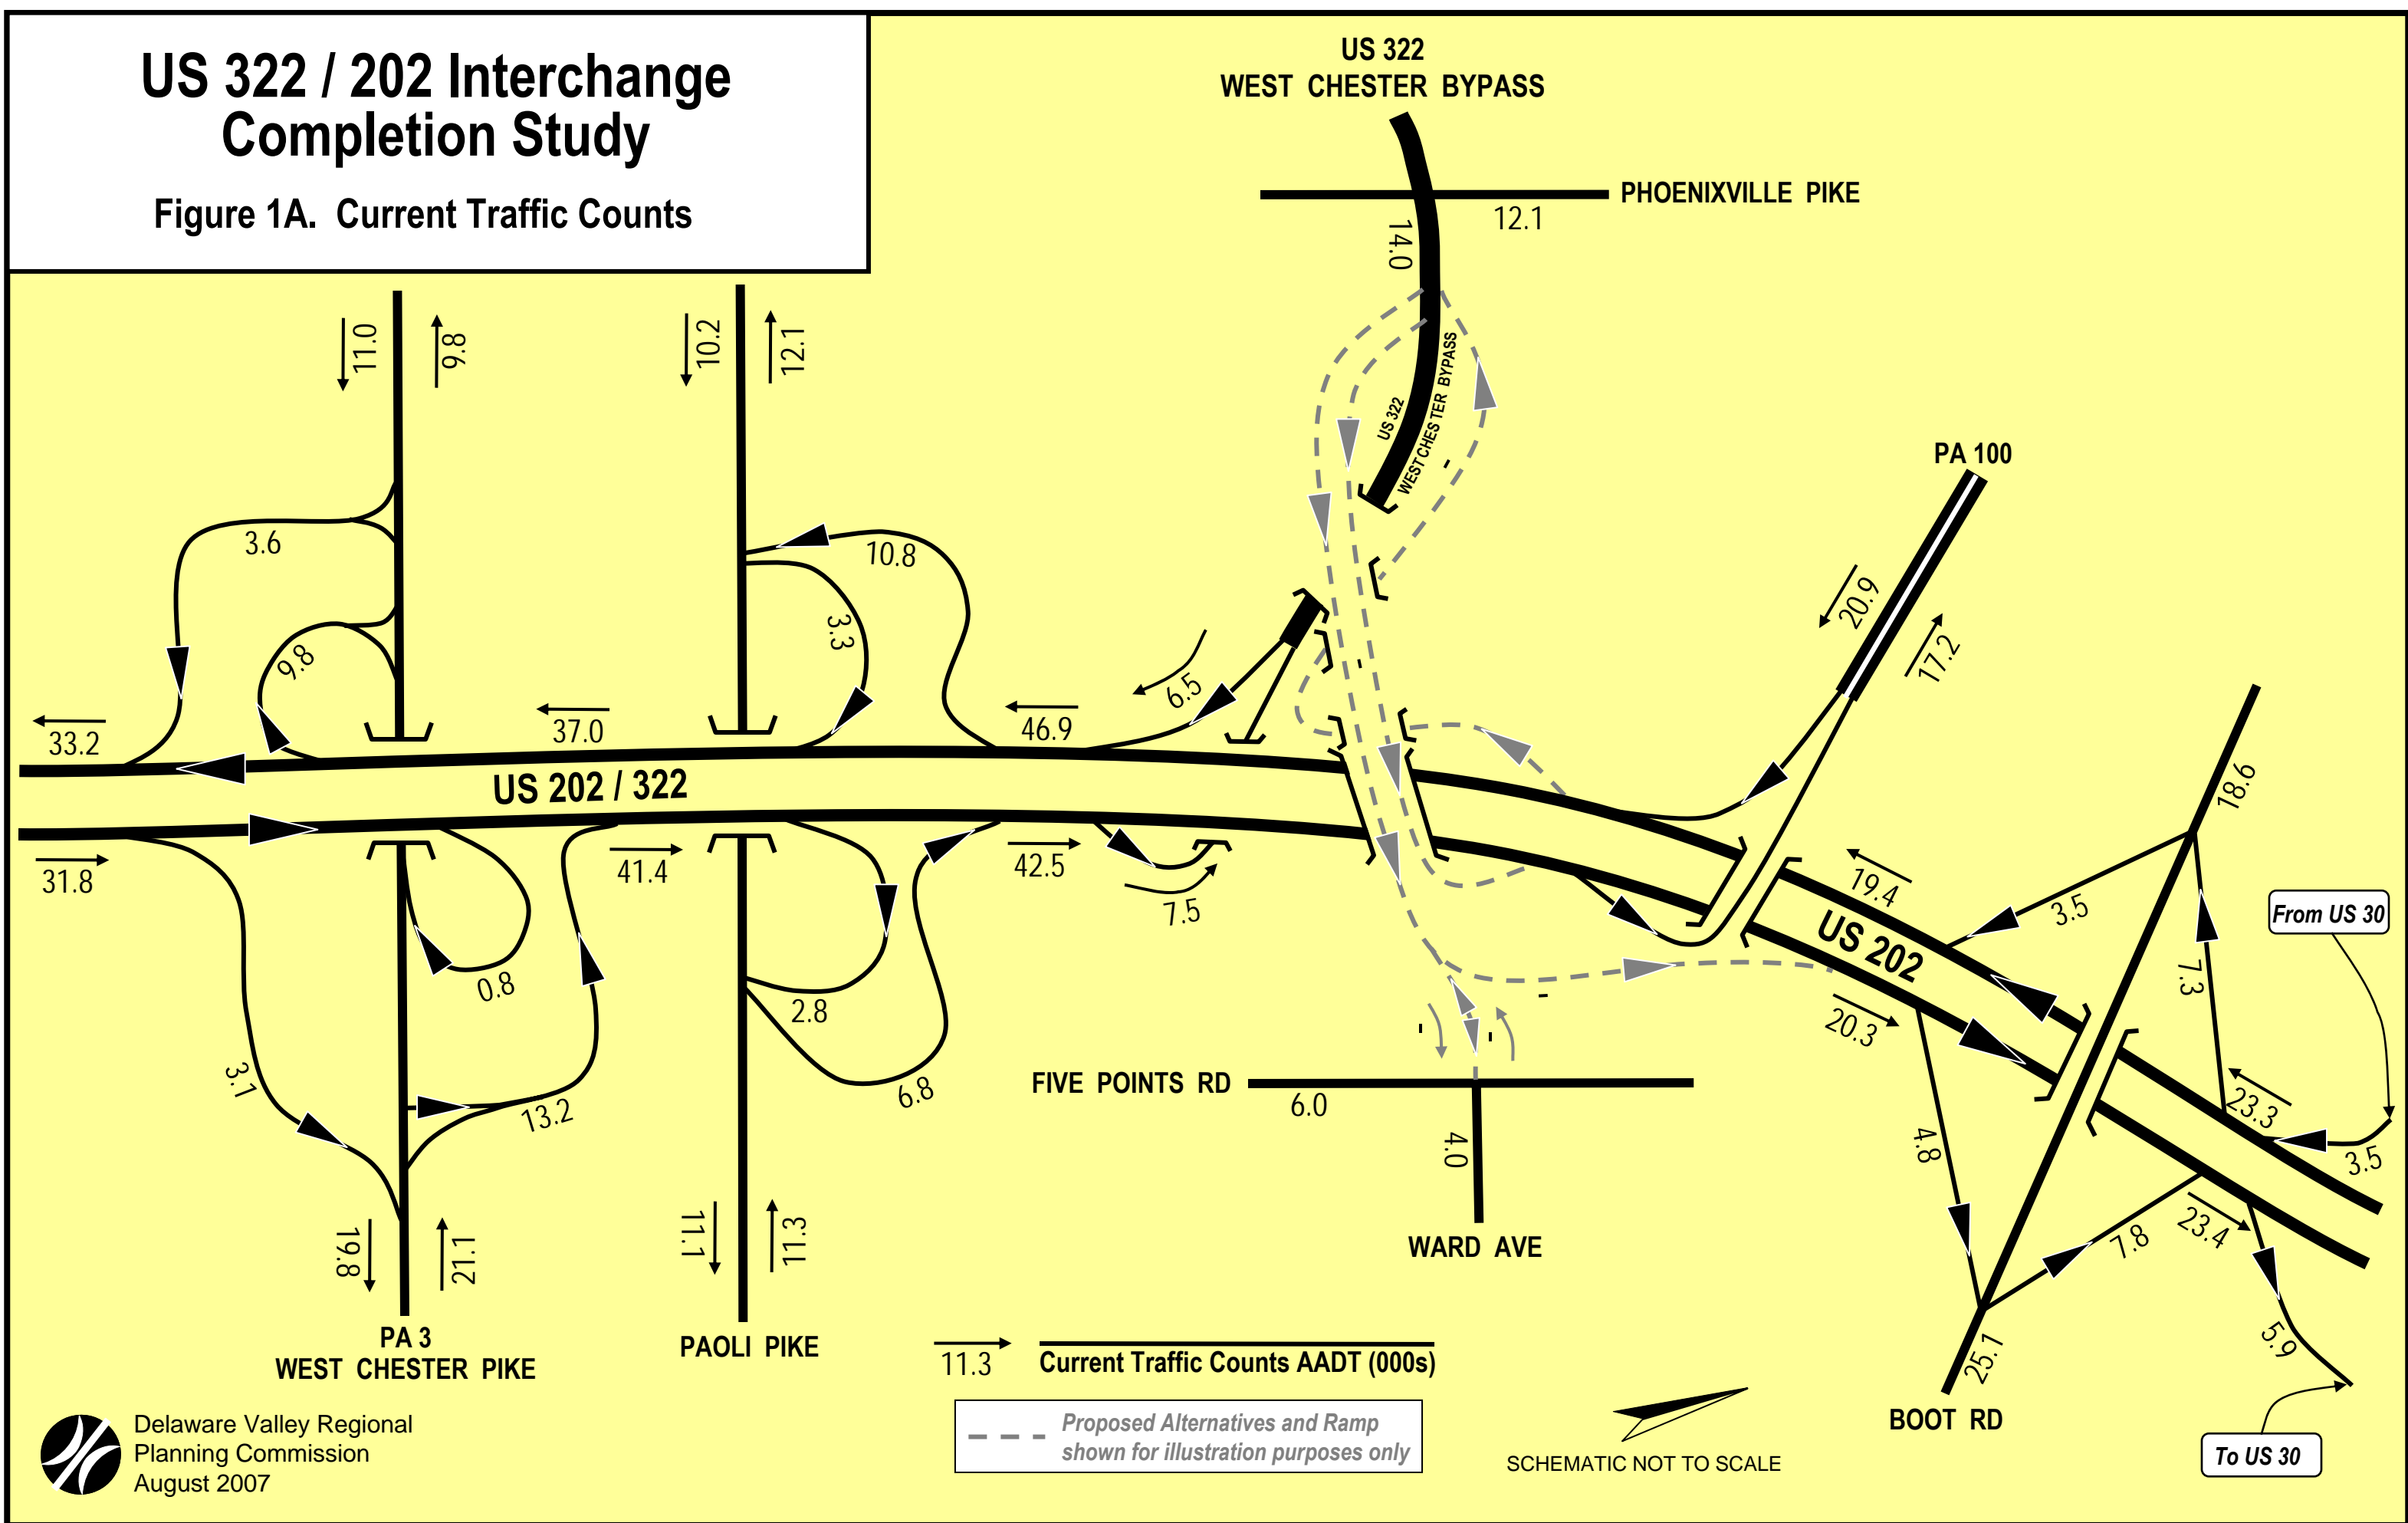 US 322 / 202 Interchange
Completion Study
Figure 1A. Current Traffic Counts
US 322
WEST CHESTER BYPASS
PHOENIXVILLE PIKE
12.1
14.0
US 322
WEST CHESTER BYPASS
PA 100
20.9
17.2
11.0
9.8
10.2
12.1
3.6
9.8
10.8
3.3
6.5
33.2
37.0
46.9
US 202 / 322
31.8
41.4
42.5
7.5
0.8
2.8
3.1
13.2
6.8
19.8
21.1
11.1
11.3
PA 3
WEST CHESTER PIKE
PAOLI PIKE
FIVE POINTS RD
6.0
4.0
WARD AVE
19.4
US 202
20.3
3.5
18.6
7.3
From US 30
23.3
3.5
4.8
7.8
23.4
5.9
25.1
BOOT RD
To US 30
11.3
Current Traffic Counts AADT (000s)
Proposed Alternatives and Ramp
shown for illustration purposes only
SCHEMATIC NOT TO SCALE
Delaware Valley Regional
Planning Commission
August 2007